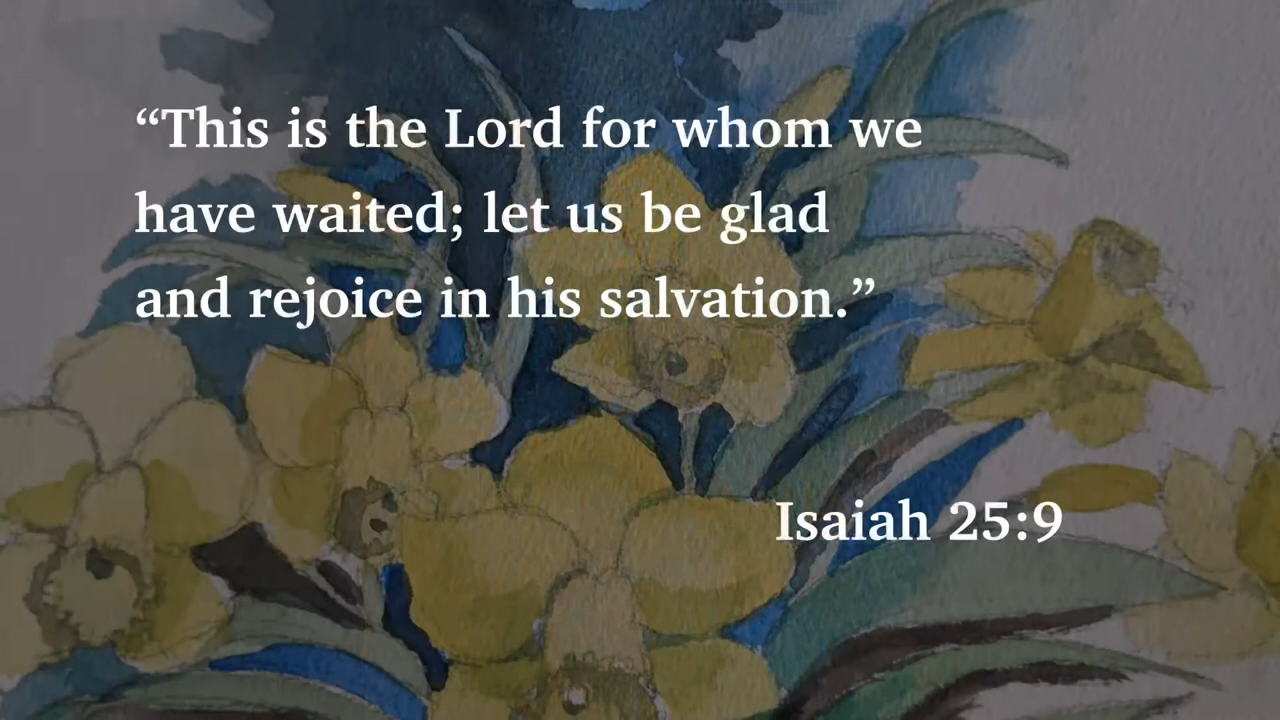 “This is the Lord for whom we
have waited; let us be glad
and rejoice in his salvation.”
Isaiah 25:9